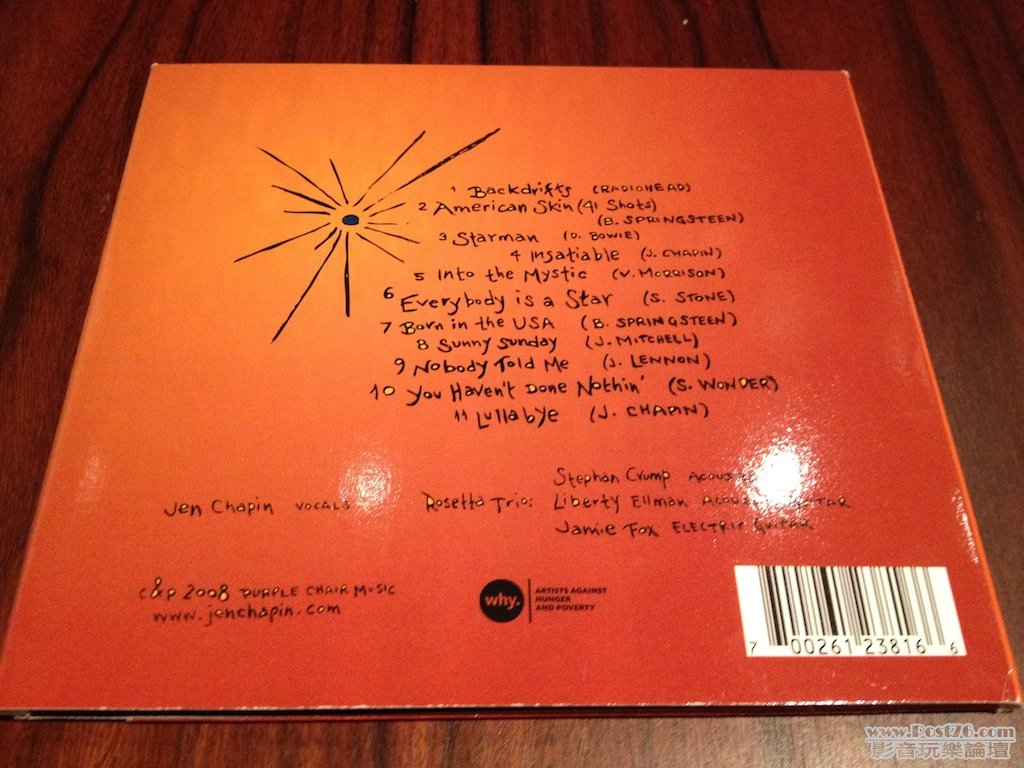 1 Backdrifts (RADIOHEAD)
2 American Skin (41 Shots)
(B. SPRINGSTEEN)
3 Starman (D. BOWIE)
4 Insatiable (J. CHAPIN)
5 Into the Mystic (V. MORRISON)
6 Everybody is a Star (S. STONE)
7 Born in the USA (B. SPRINGSTEEN)
8 Sunny Sunday (J. MITCHELL)
9 Nobody Told Me (J. LENNON)
10 You Haven't Done Nothin' (S. WONDER)
11 Lullabye (J. CHAPIN)
Stephan Crump
Jen Chapin VOCALS Rosetta Trio: Liberty Ellman ACOUSTIC GUITAR
Jamie Fox ELECTRIC GUITAR
C&P 2008 PURPLE CHAIR MUSIC
www.jenchapin.com
why. ARTISTS AGAINST
HUNGER
AND POVERTY
7 00261 23816 6
www.Post76.com
影音玩樂論壇